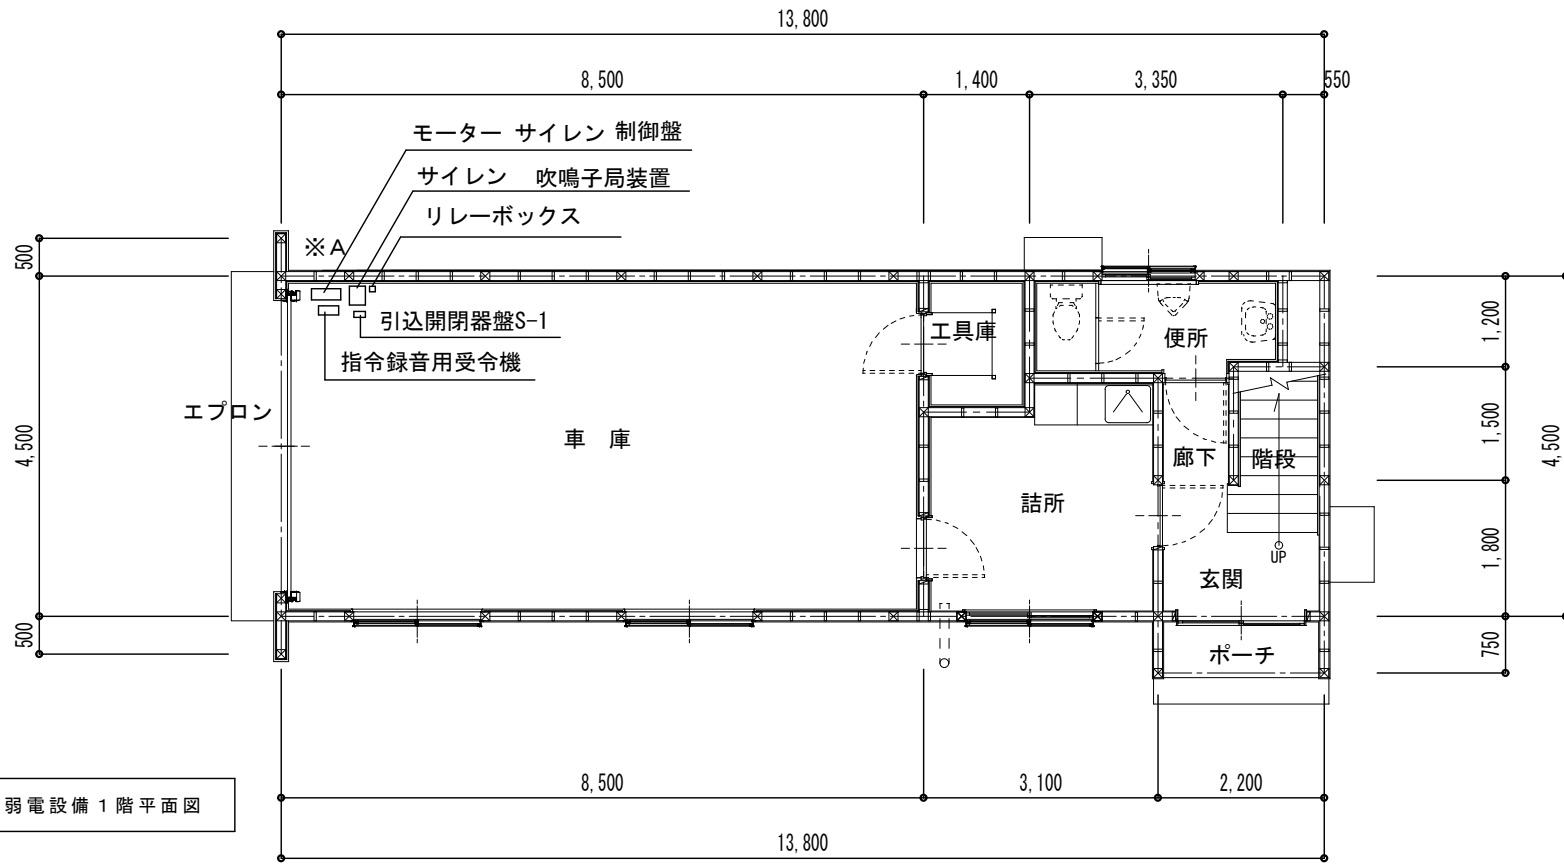 13,800
8,500
1,400
3,350
550
モーター サイレン 制御盤
サイレン 吹鳴子局装置
リレーボックス
※A
500
引込開閉器盤S-1
指令録音用受令機
工具庫
便所
1,200
エプロン
車 庫
4,500
廊下
階段
1,500
4,500
詰所
UP
玄関
1,800
500
ポーチ
750
8,500
3,100
2,200
弱電設備1階平面図
13,800